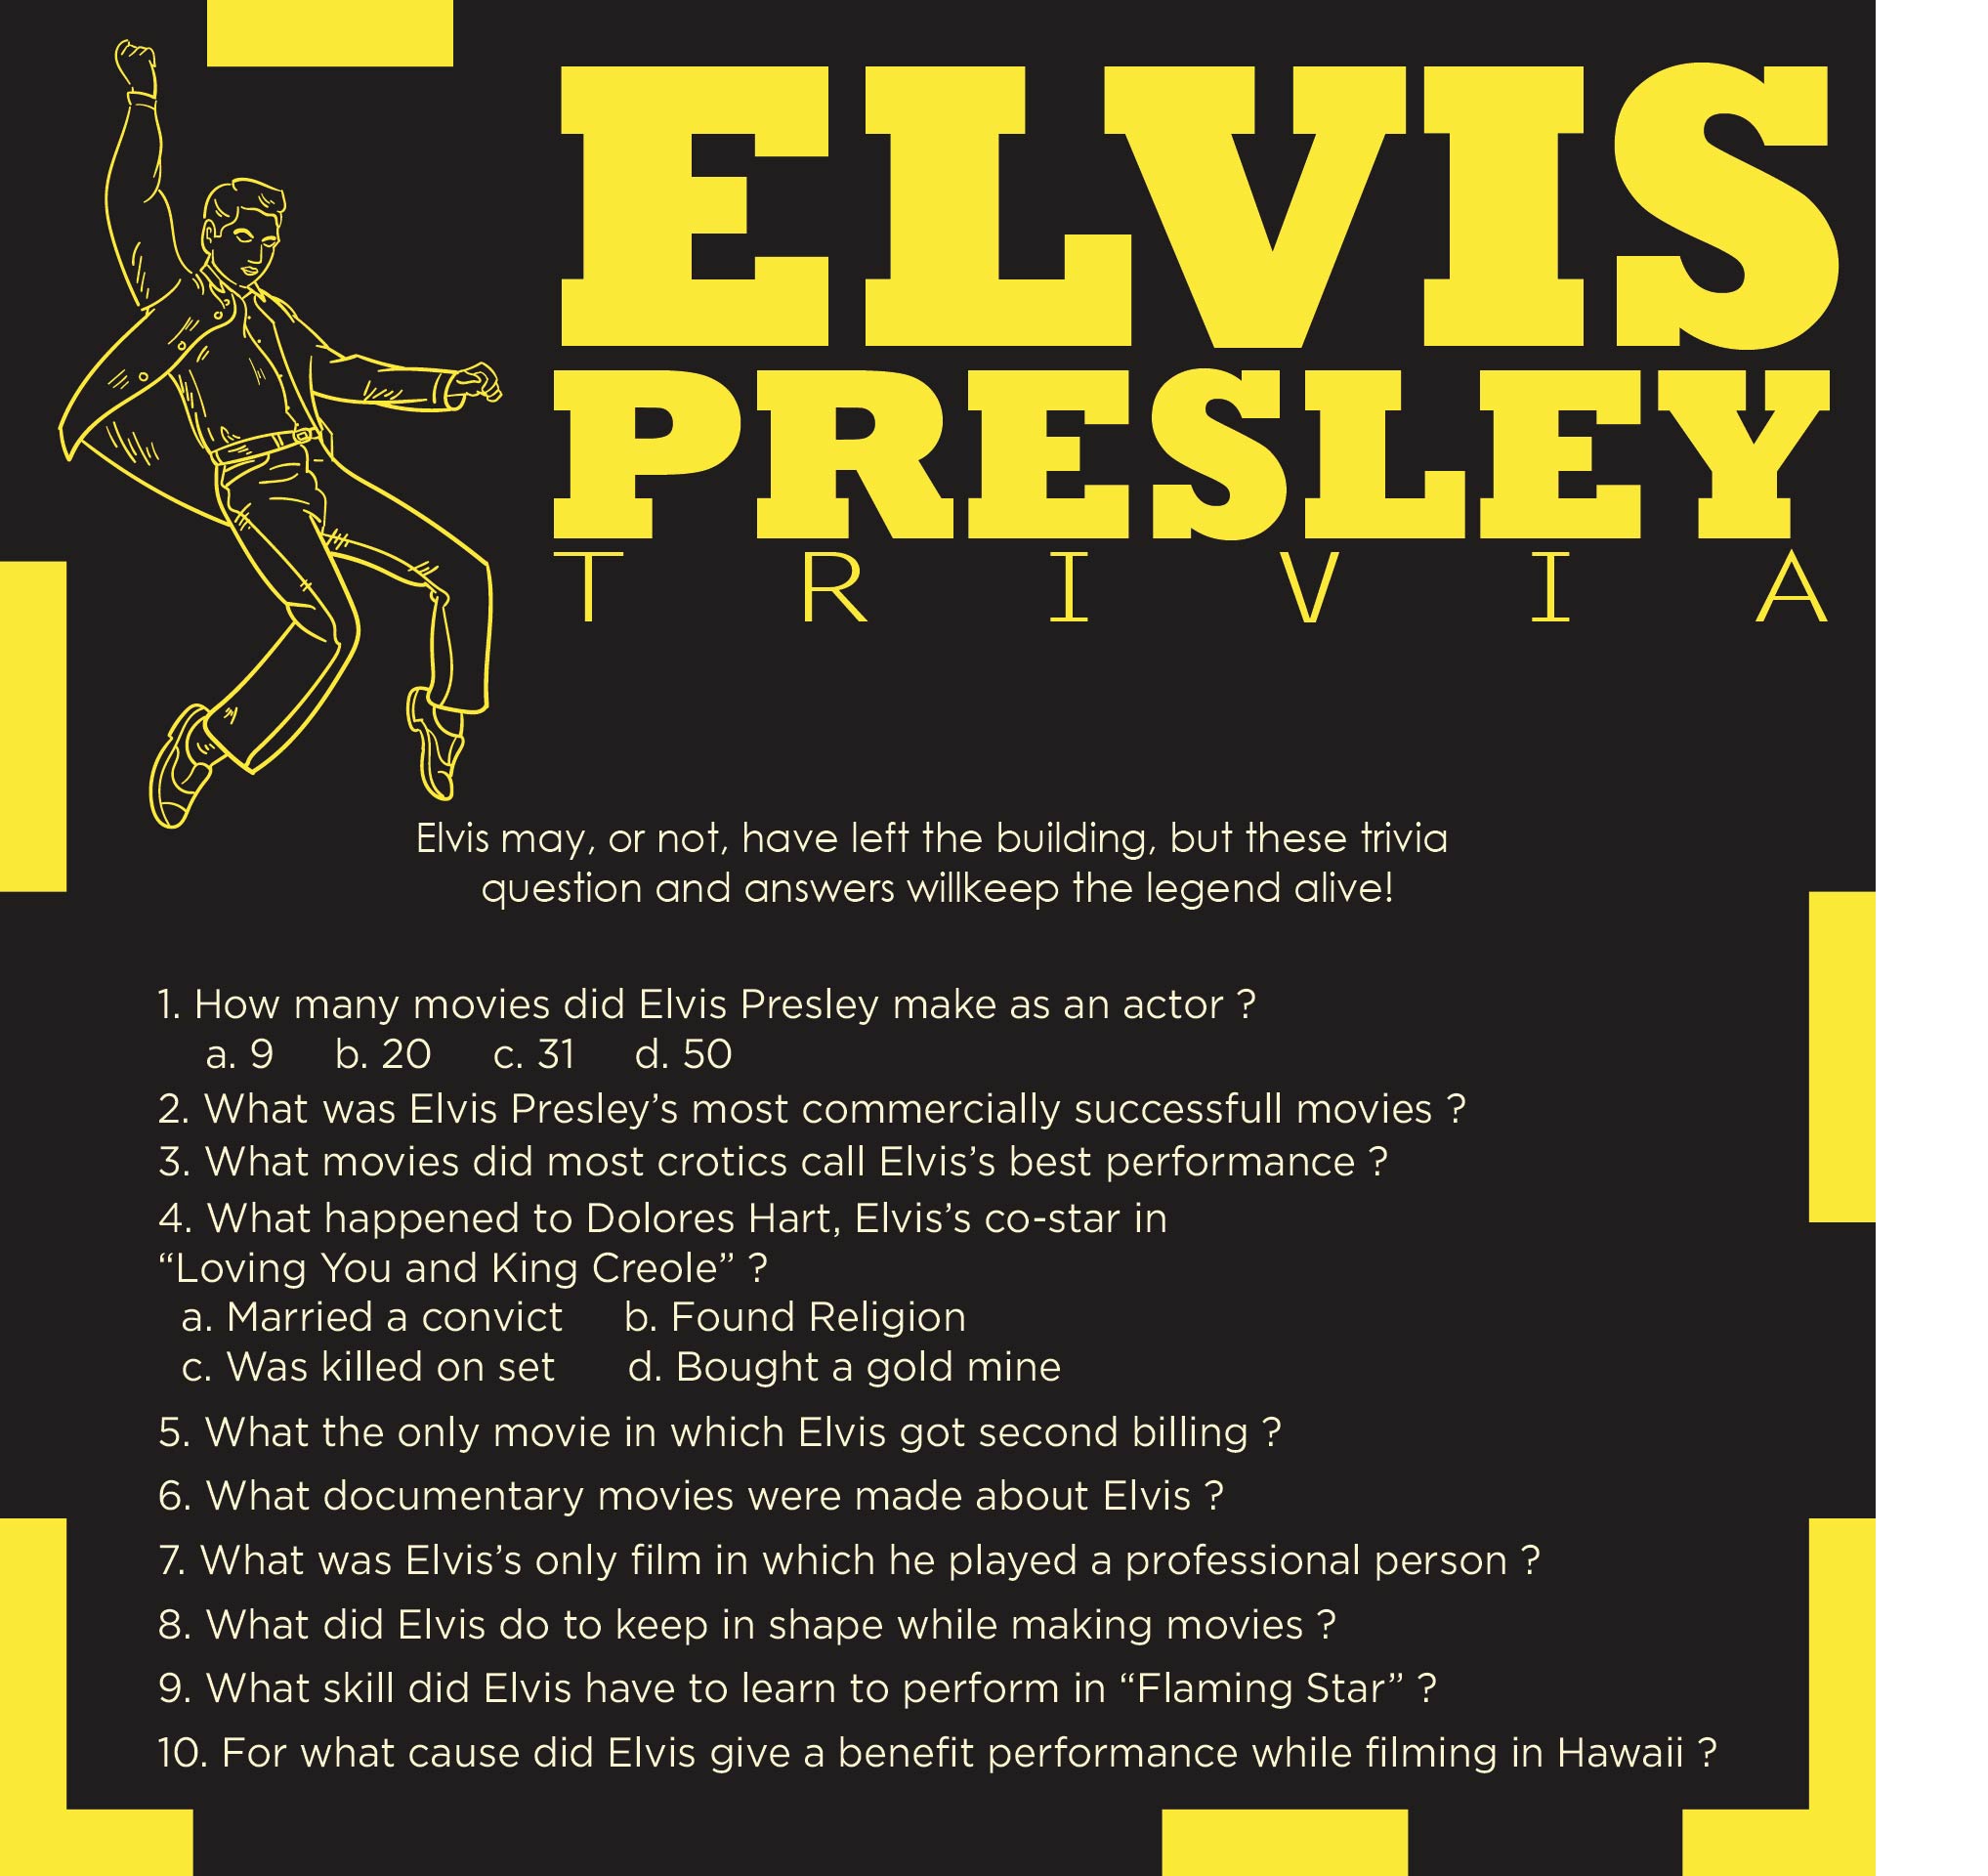 ELVIS
PRESLEY
TRIVIA
Elvis may, or not, have left the building, but these trivia
question and answers willkeep the legend alive!
1. How many movies did Elvis Presley make as an actor ?
a. 9 b. 20 c. 31 d. 50
2. What was Elvis Presley’s most commercially successfull movies ?
3. What movies did most crotics call Elvis’s best performance ?
4. What happened to Dolores Hart, Elvis’s co-star in
“Loving You and King Creole” ?
a. Married a convict b. Found Religion
c. Was killed on set d. Bought a gold mine
5. What the only movie in which Elvis got second billing ?
6. What documentary movies were made about Elvis ?
7. What was Elvis’s only film in which he played a professional person ?
8. What did Elvis do to keep in shape while making movies ?
9. What skill did Elvis have to learn to perform in “Flaming Star” ?
10. For what cause did Elvis give a benefit performance while filming in Hawaii ?